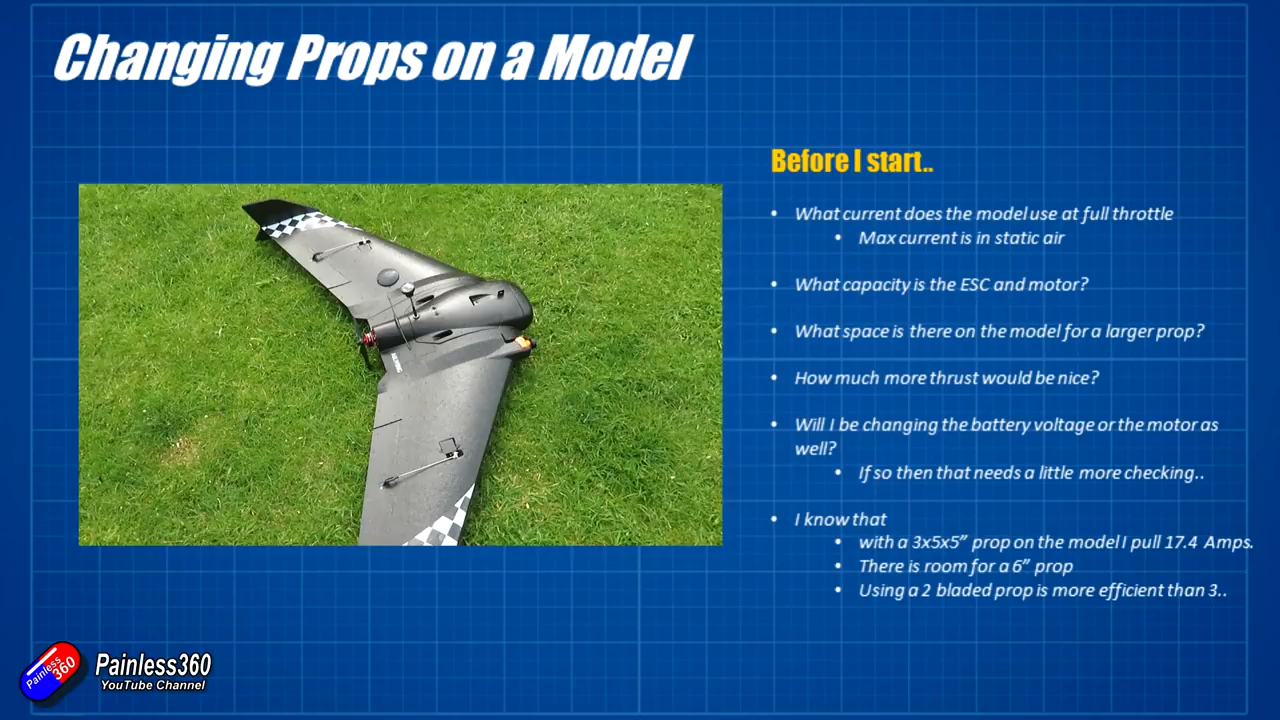 Changing Props on a Model
Before I start..
• What current does the model use at full throttle
• Max current is in static air
• What capacity is the ESC and motor?
• What space is there on the model for a larger prop?
• How much more thrust would be nice?
• Will I be changing the battery voltage or the motor as
well?
• If so then that needs a little more checking..
• I know that
• with a 3x5x5” prop on the model I pull 17.4 Amps.
• There is room for a 6” prop
• Using a 2 bladed prop is more efficient than 3..
Painless
360
Painless360
YouTube Channel